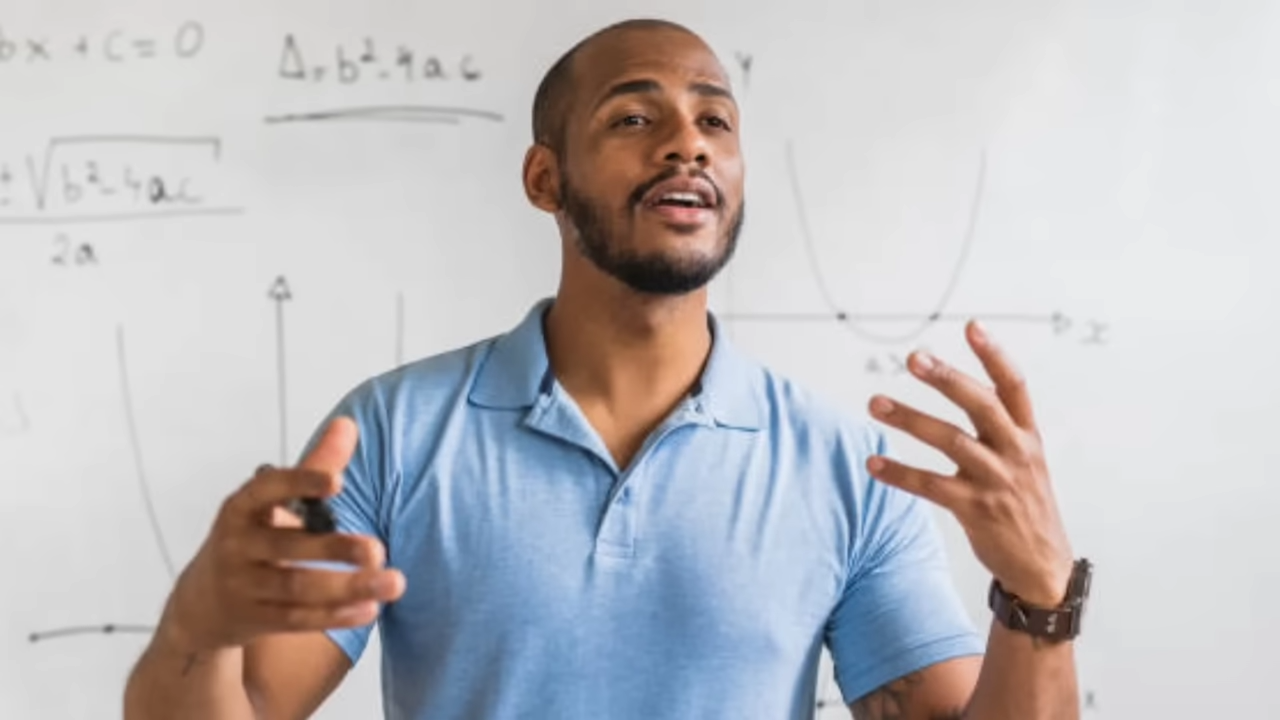 bx + c = 0
Δ = b² - 4ac
± √b² - 4ac
2a
y
x